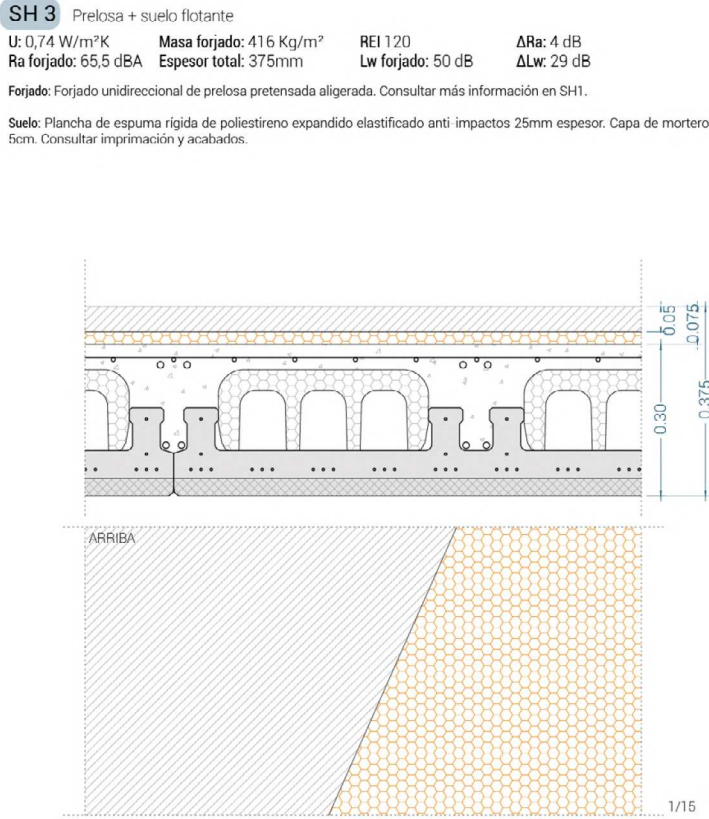 SH 3 Prelosa + suelo flotante
U: 0,74 W/m²K Masa forjado: 416 Kg/m² REI 120 ΔRa: 4 dB
Ra forjado: 65,5 dBA Espesor total: 375mm Lw forjado: 50 dB ΔLw: 29 dB
Forjado: Forjado unidireccional de prelosa pretensada aligerada. Consultar más información en SH1.
Suelo: Plancha de espuma rígida de poliestireno expandido elastificado anti-impactos 25mm espesor. Capa de mortero
5cm. Consultar imprimación y acabados.
0.05
0.075
0.30
0.375
ARRIBA
1/15